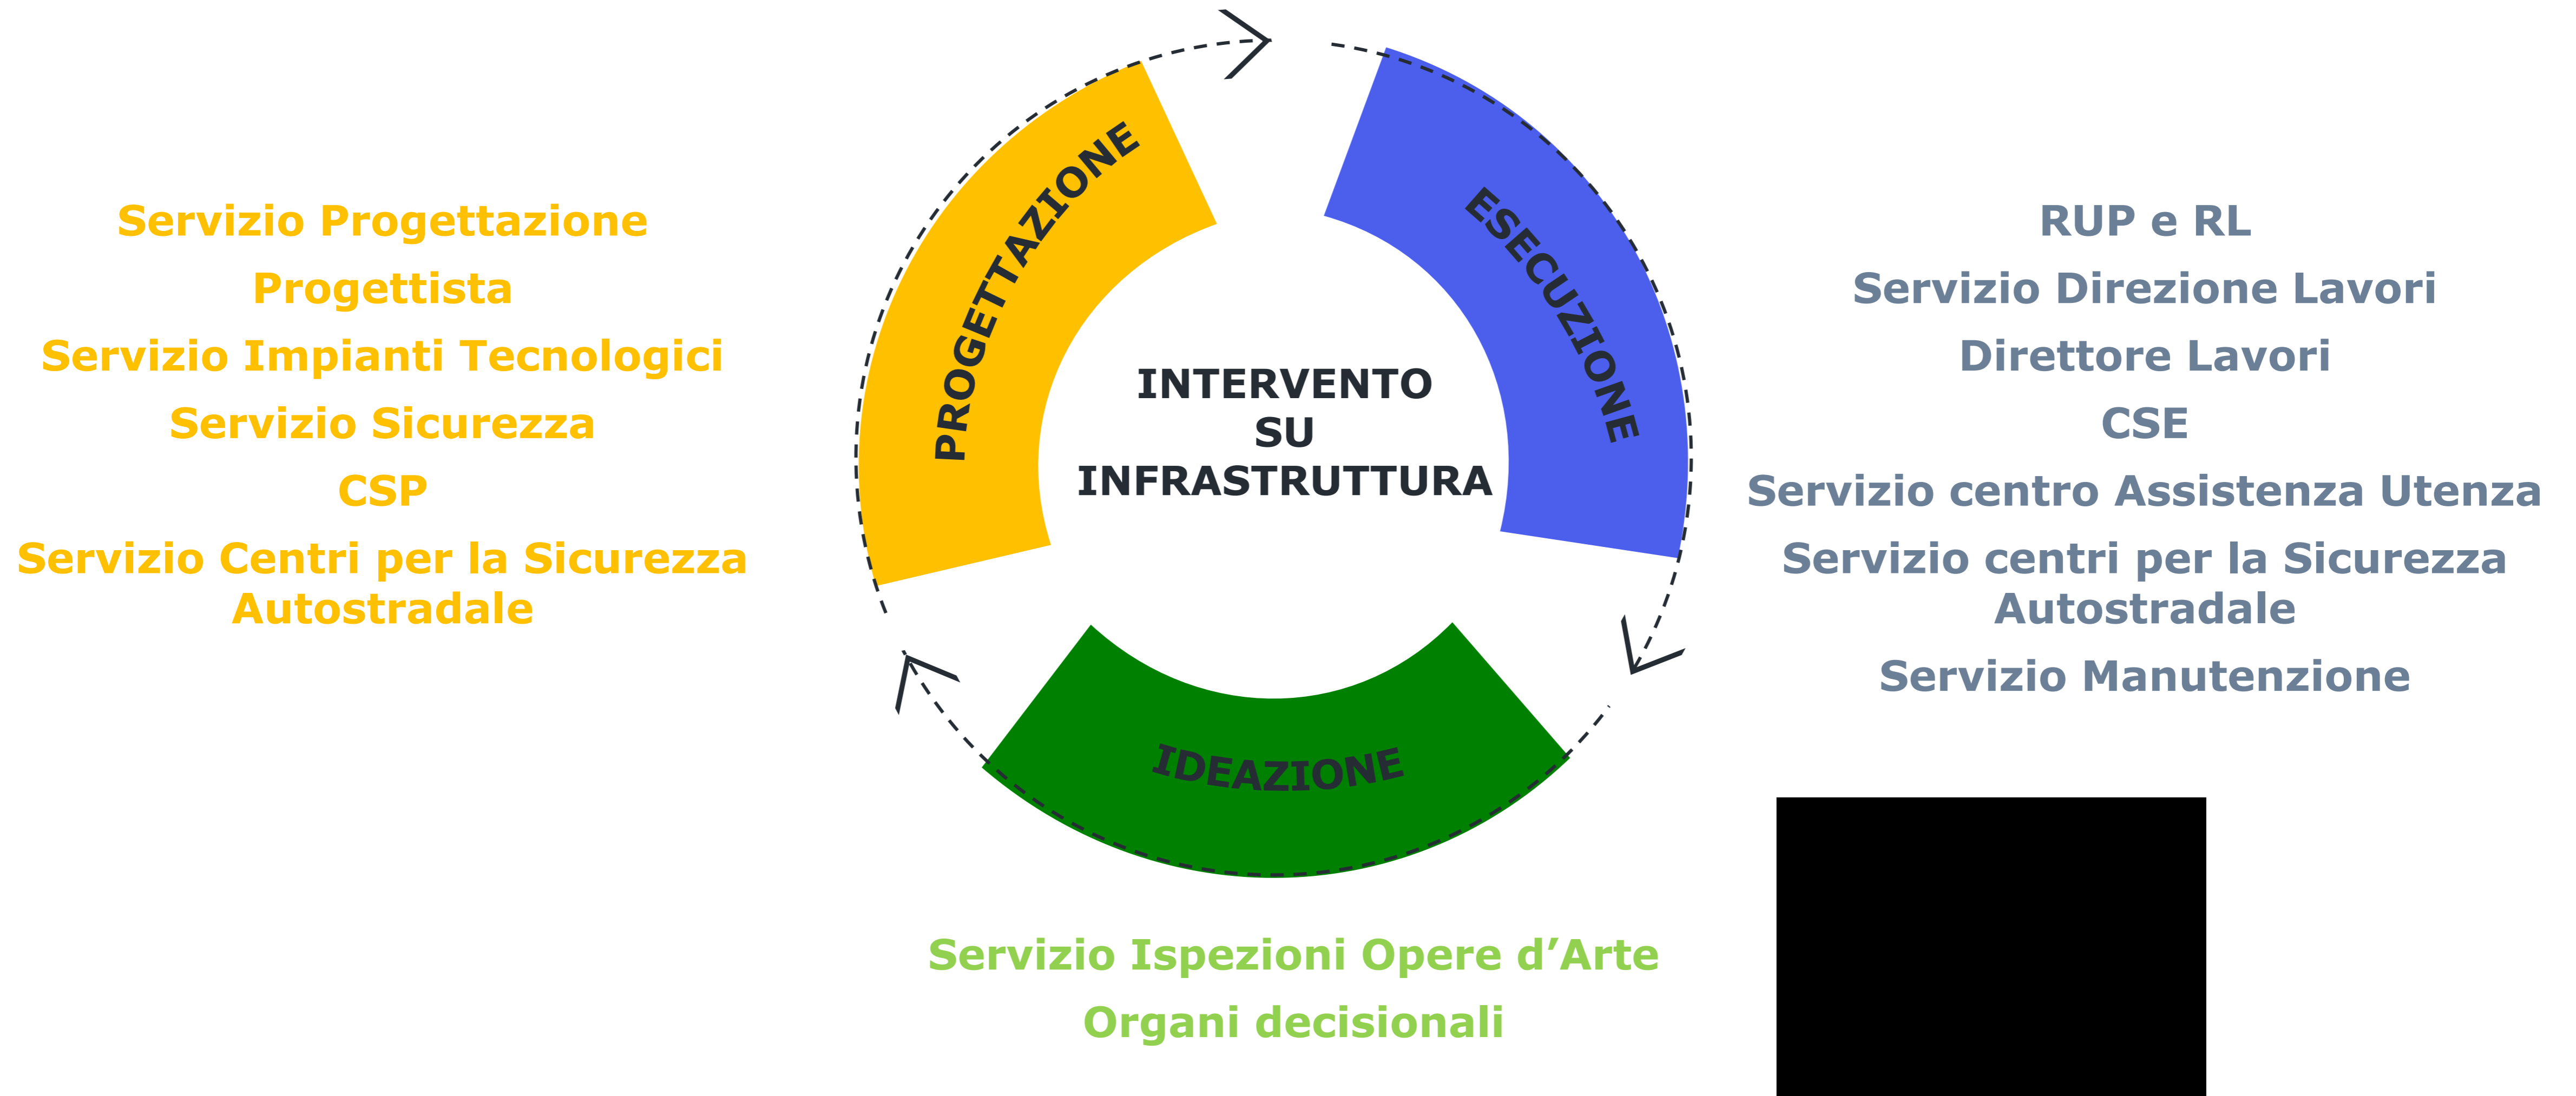 Servizio Progettazione
Progettista
Servizio Impianti Tecnologici
Servizio Sicurezza
CSP
Servizio Centri per la Sicurezza
Autostradale
PROGETTAZIONE
ESECUZIONE
IDEAZIONE
INTERVENTO
SU
INFRASTRUTTURA
RUP e RL
Servizio Direzione Lavori
Direttore Lavori
CSE
Servizio centro Assistenza Utenza
Servizio centri per la Sicurezza
Autostradale
Servizio Manutenzione
Servizio Ispezioni Opere d’Arte
Organi decisionali